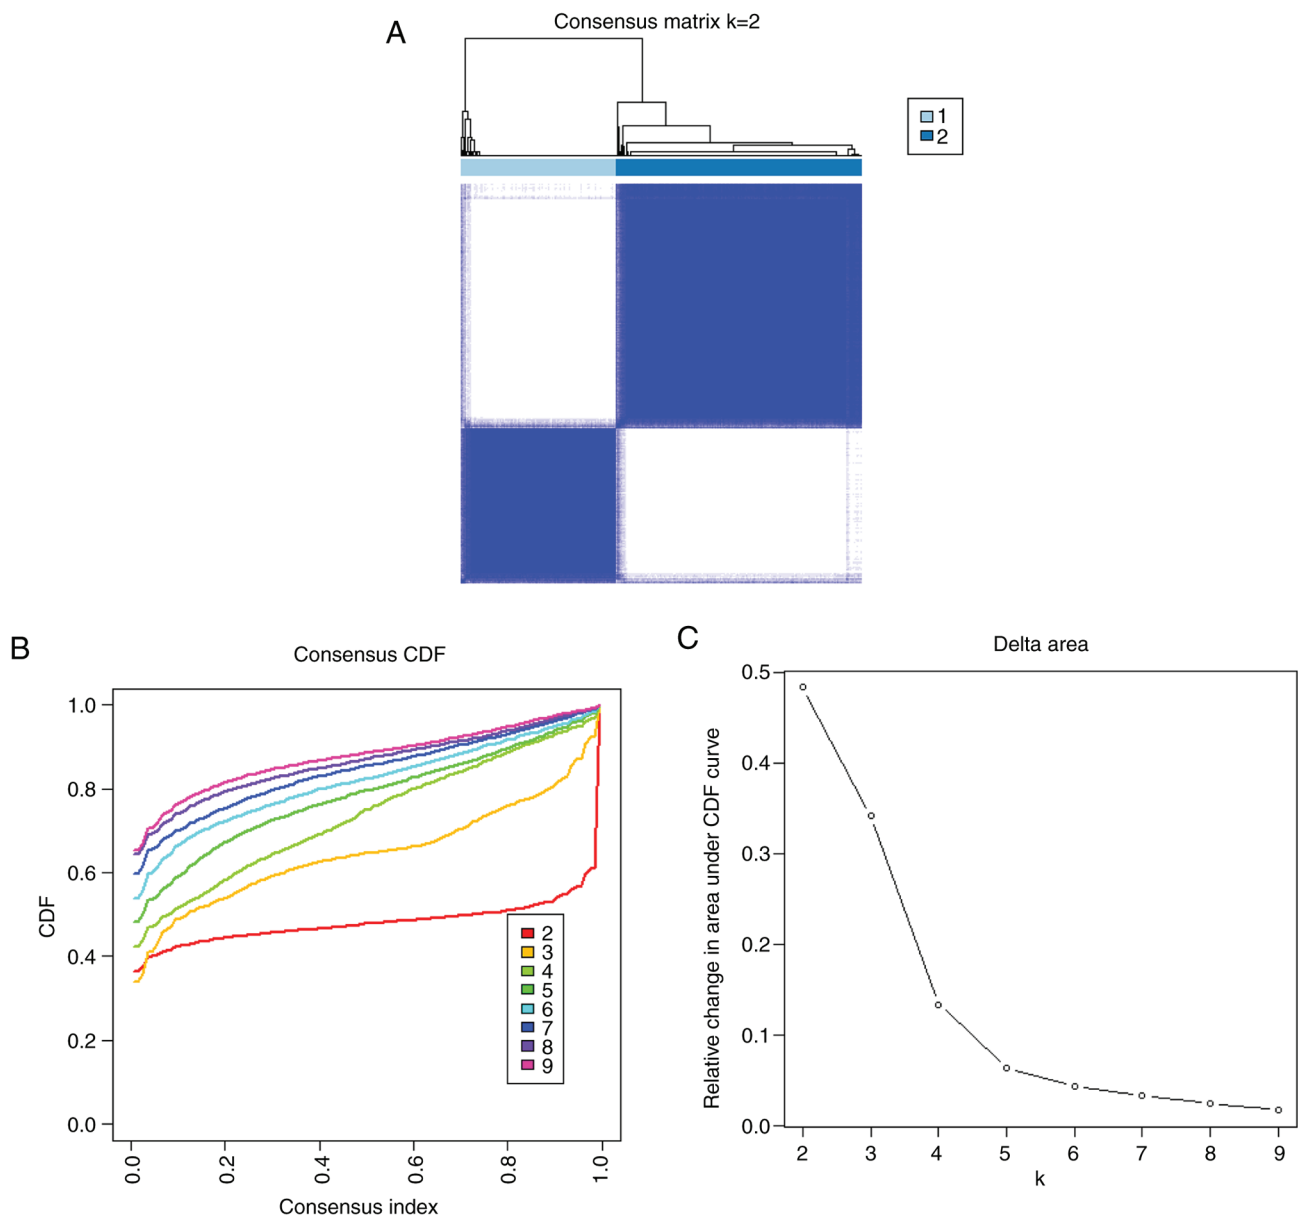 A
Consensus matrix k=2
1
2
B
Consensus CDF
CDF
1.0
0.8
0.6
0.4
0.2
0.0
2
3
4
5
6
7
8
9
0.0 0.2 0.4 0.6 0.8 1.0
Consensus index
C
Delta area
Relative change in area under CDF curve
0.5
0.4
0.3
0.2
0.1
0.0
2 3 4 5 6 7 8 9
k